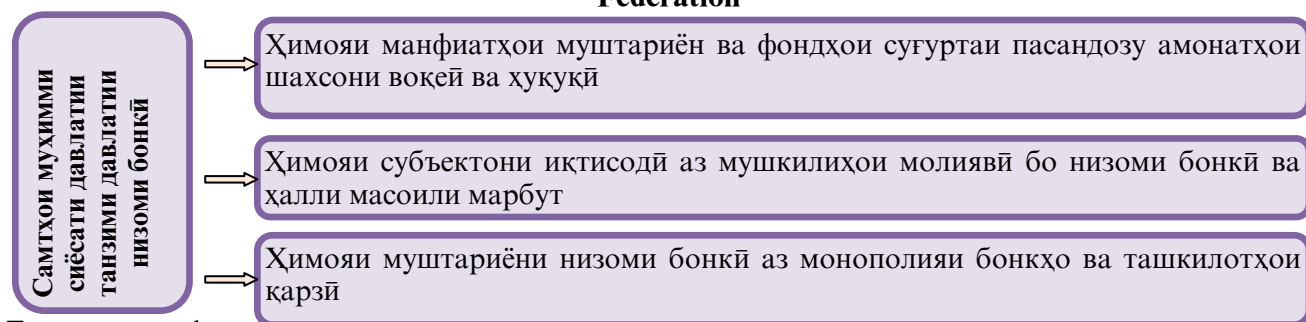 Federation
Самтҳои муҳимми
сиёсати давлатии
танзими давлатии
низоми бонкӣ
Ҳимояи манфиатҳои муштариён ва фондҳои суғуртаи пасандозу амонатҳои
шахсони воқеӣ ва ҳуқуқӣ
Ҳимояи субъектони иқтисодӣ аз мушкилиҳои молиявӣ бо низоми бонкӣ ва
ҳалли масоили марбут
Ҳимояи муштариёни низоми бонкӣ аз монополияи бонкҳо ва ташкилотҳои
қарзӣ